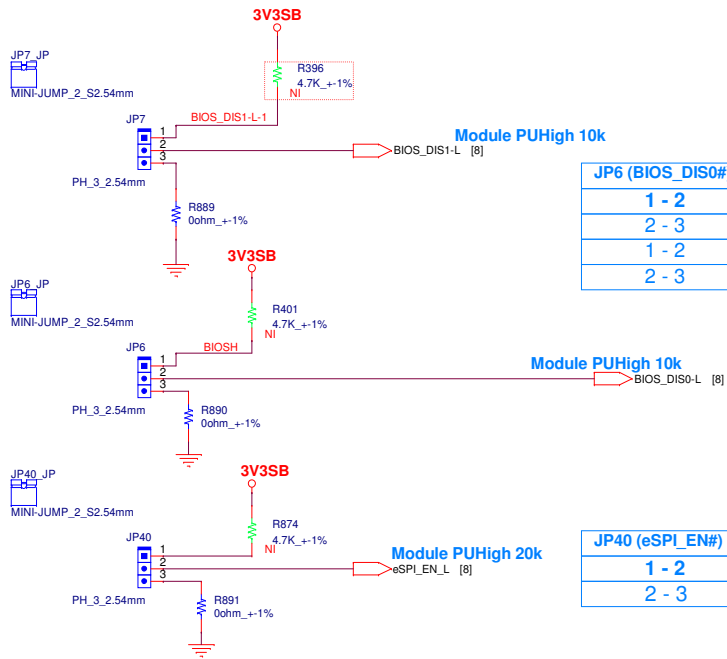 3V3SB
JP7_JP
MINI-JUMP_2_S2.54mm
R396
4.7K_+-1%
NI
JP7
BIOS_DIS1-L-1
1
2
3
Module PUHigh 10k
BIOS_DIS1-L [8]
PH_3_2.54mm
R889
0ohm_+-1%
JP6 (BIOS_DIS0#
1 - 2
2 - 3
1 - 2
2 - 3
3V3SB
JP6_JP
MINI-JUMP_2_S2.54mm
R401
4.7K_+-1%
NI
JP6
BIOSH
1
2
3
Module PUHigh 10k
BIOS_DIS0-L [8]
PH_3_2.54mm
R890
0ohm_+-1%
3V3SB
JP40_JP
MINI-JUMP_2_S2.54mm
R874
4.7K_+-1%
NI
JP40
1
2
3
Module PUHigh 20k
eSPI_EN_L [8]
PH_3_2.54mm
R891
0ohm_+-1%
JP40 (eSPI_EN#)
1 - 2
2 - 3